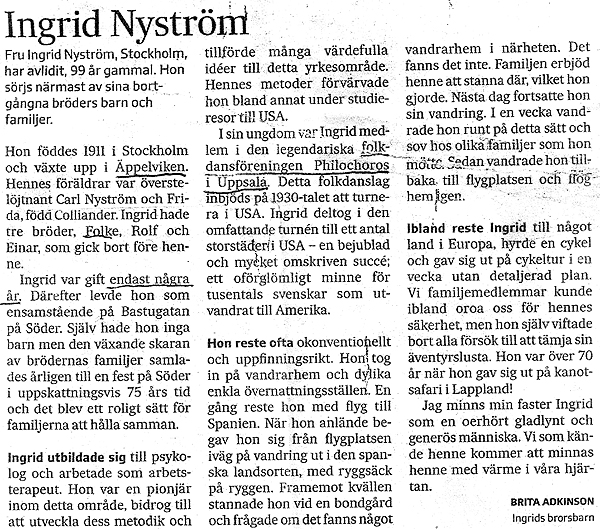 Ingrid Nyström
Fru Ingrid Nyström, Stockholm,
har avlidit, 99 år gammal. Hon
sörjs närmast av sina bort-
gångna bröders barn och
familjer.
Hon föddes 1911 i Stockholm
och växte upp i Äppelviken.
Hennes föräldrar var överste-
löjtnant Carl Nyström och Fri-
da, född Colliander. Ingrid hade
tre bröder, Folke, Rolf och
Einar, som gick bort före hen-
ne.
Ingrid var gift endast några
år. Därefter levde hon som
ensamstående på Bastugatan
på Söder. Själv hade hon inga
barn men den växande skaran
av brödernas familjer samla-
des årligen till en fest på Söder
i uppskattningsvis 75 års tid
och det blev ett roligt sätt för
familjerna att hålla samman.
Ingrid utbildade sig till psyko-
log och arbetade som arbets-
terapeut. Hon var en pionjär
inom detta område, bidrog till
att utveckla dess metodik och
tillförde många värdefulla
idéer till detta yrkesområde.
Hennes metoder förvärvade
hon bland annat under studie-
resor till USA.
I sin ungdom var Ingrid med-
lem i den legendariska folk-
dansföreningen Philochoros
i Uppsala. Detta folkdanslag
inbjöds på 1930-talet att turne-
ra i USA. Ingrid deltog i den
omfattande turnén till ett antal
storstäder i USA – en bejublad
och mycket omskriven succé;
ett oförglömligt minne för
tusentals svenskar som ut-
vandrat till Amerika.
Hon reste ofta okonventionellt
och uppfinningsrikt. Hon tog
in på vandrarhem och dylika
enkla övernattningsställen. En
gång reste hon med flyg till
Spanien. När hon anlände be-
gav hon sig från flygplatsen
iväg på vandring ut i den span-
ska landsorten, med ryggsäck
på ryggen. Framemot kvällen
stannade hon vid en bondgård
och frågade om det fanns något
vandrarhem i närheten. Det
fanns det inte. Familjen erbjöd
henne att stanna där, vilket hon
gjorde. Nästa dag fortsatte hon
sin vandring. I en vecka vand-
rade hon runt på detta sätt och
sov hos olika familjer som hon
mötte. Sedan vandrade hon till-
baka till flygplatsen och flög
hem igen.
Ibland reste Ingrid till något
land i Europa, hyrde en cykel
och gav sig ut på cykeltur i en
vecka utan detaljerad plan.
Vi familjemedlemmar kunde
ibland oroa oss för hennes
säkerhet, men hon själv viftade
bort alla försök till att tämja sin
äventyrslusta. Hon var över 70
år när hon gav sig ut på kanot-
safari i Lappland!
Jag minns min faster Ingrid
som en oerhört gladlynt och
generös människa. Vi som kän-
de henne kommer att minnas
henne med värme i våra hjär-
tan.
BRITA ADKINSON
Ingrids brorsbarn